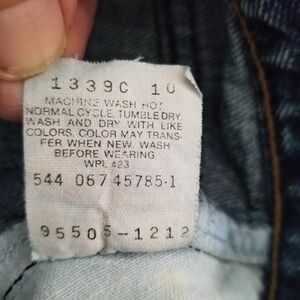 1339C 10
MACHINE WASH HOT
NORMAL CYCLE, TUMBLE DRY
WASH AND DRY WITH LIKE
COLORS. COLOR MAY TRANS-
FER WHEN NEW. WASH
BEFORE WEARING
WPL 423
544 067 45785-1
95505-1212